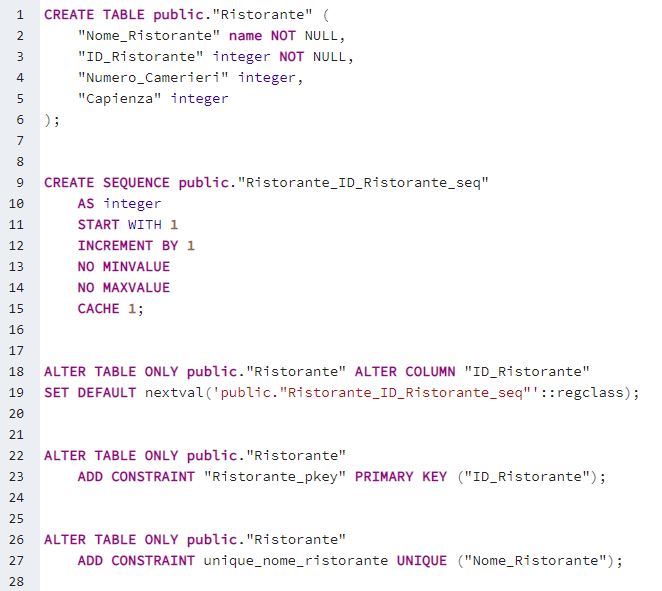 1 CREATE TABLE public."Ristorante" (
2     "Nome_Ristorante" name NOT NULL,
3     "ID_Ristorante" integer NOT NULL,
4     "Numero_Camerieri" integer,
5     "Capienza" integer
6 );
7
8
9 CREATE SEQUENCE public."Ristorante_ID_Ristorante_seq"
10     AS integer
11     START WITH 1
12     INCREMENT BY 1
13     NO MINVALUE
14     NO MAXVALUE
15     CACHE 1;
16
17
18 ALTER TABLE ONLY public."Ristorante" ALTER COLUMN "ID_Ristorante"
19 SET DEFAULT nextval('public."Ristorante_ID_Ristorante_seq"'::regclass);
20
21
22 ALTER TABLE ONLY public."Ristorante"
23     ADD CONSTRAINT "Ristorante_pkey" PRIMARY KEY ("ID_Ristorante");
24
25
26 ALTER TABLE ONLY public."Ristorante"
27     ADD CONSTRAINT unique_nome_ristorante UNIQUE ("Nome_Ristorante");
28